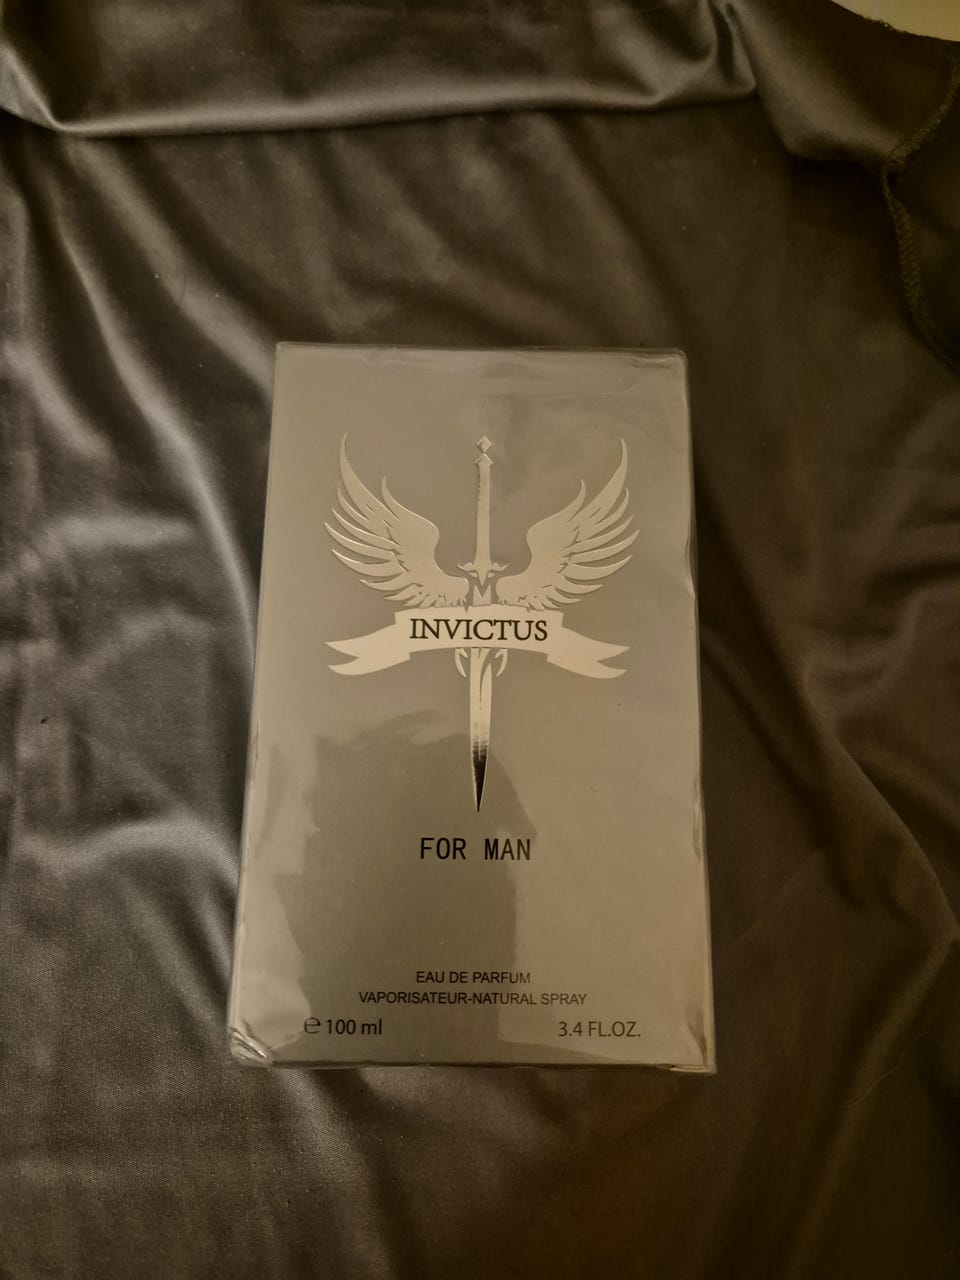 INVICTUS
FOR MAN
EAU DE PARFUM
VAPORISATEUR-NATURAL SPRAY
℮ 100 ml 3.4 FL.OZ.